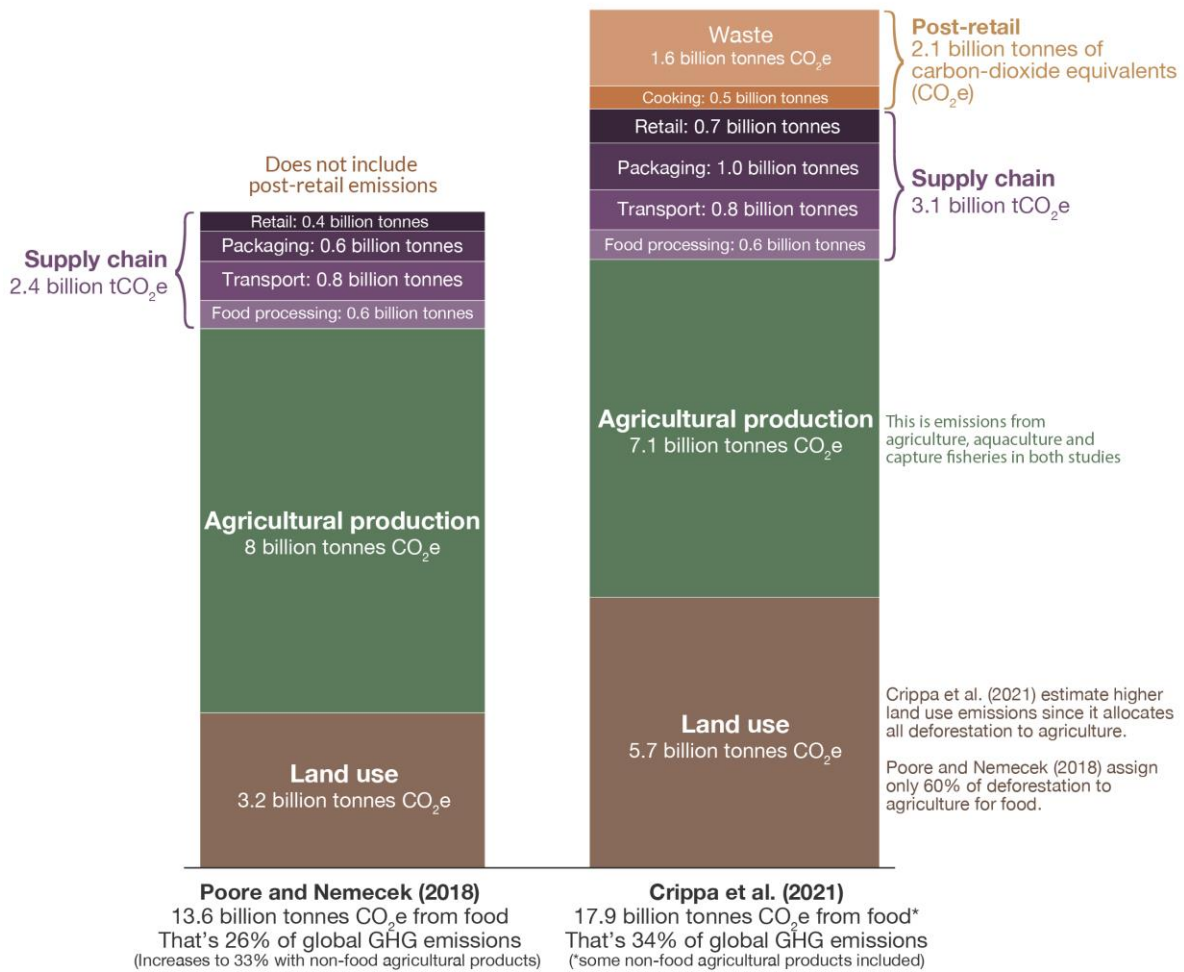 Waste
1.6 billion tonnes CO₂e
Cooking: 0.5 billion tonnes
Retail: 0.7 billion tonnes
Packaging: 1.0 billion tonnes
Transport: 0.8 billion tonnes
Food processing: 0.6 billion tonnes
Post-retail
2.1 billion tonnes of
carbon-dioxide equivalents
(CO₂e)
Supply chain
3.1 billion tCO₂e
Does not include
post-retail emissions
Retail: 0.4 billion tonnes
Packaging: 0.6 billion tonnes
Transport: 0.8 billion tonnes
Food processing: 0.6 billion tonnes
Supply chain
2.4 billion tCO₂e
Agricultural production
8 billion tonnes CO₂e
Agricultural production
7.1 billion tonnes CO₂e
This is emissions from
agriculture, aquaculture and
capture fisheries in both studies
Land use
3.2 billion tonnes CO₂e
Land use
5.7 billion tonnes CO₂e
Crippa et al. (2021) estimate higher
land use emissions since it allocates
all deforestation to agriculture.
Poore and Nemecek (2018) assign
only 60% of deforestation to
agriculture for food.
Poore and Nemecek (2018)
13.6 billion tonnes CO₂e from food
That's 26% of global GHG emissions
(Increases to 33% with non-food agricultural products)
Crippa et al. (2021)
17.9 billion tonnes CO₂e from food*
That's 34% of global GHG emissions
(*some non-food agricultural products included)